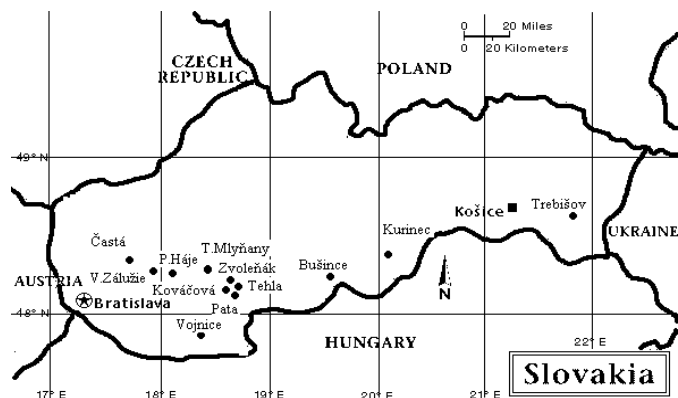 0 20 Miles
0 20 Kilometers
CZECH
REPUBLIC
POLAND
49° N
Košice
Trebišov
Kurinec
UKRAINE
Častá
T.Mlyňany
P.Háje
Zvoleňák
Bušince
AUSTRIA
V.Zálužie
Kováčová
Tehla
N
Bratislava
Pata
48° N
Vojnice
HUNGARY
22° E
Slovakia
17° E
18° E
19° E
20° E
21° E